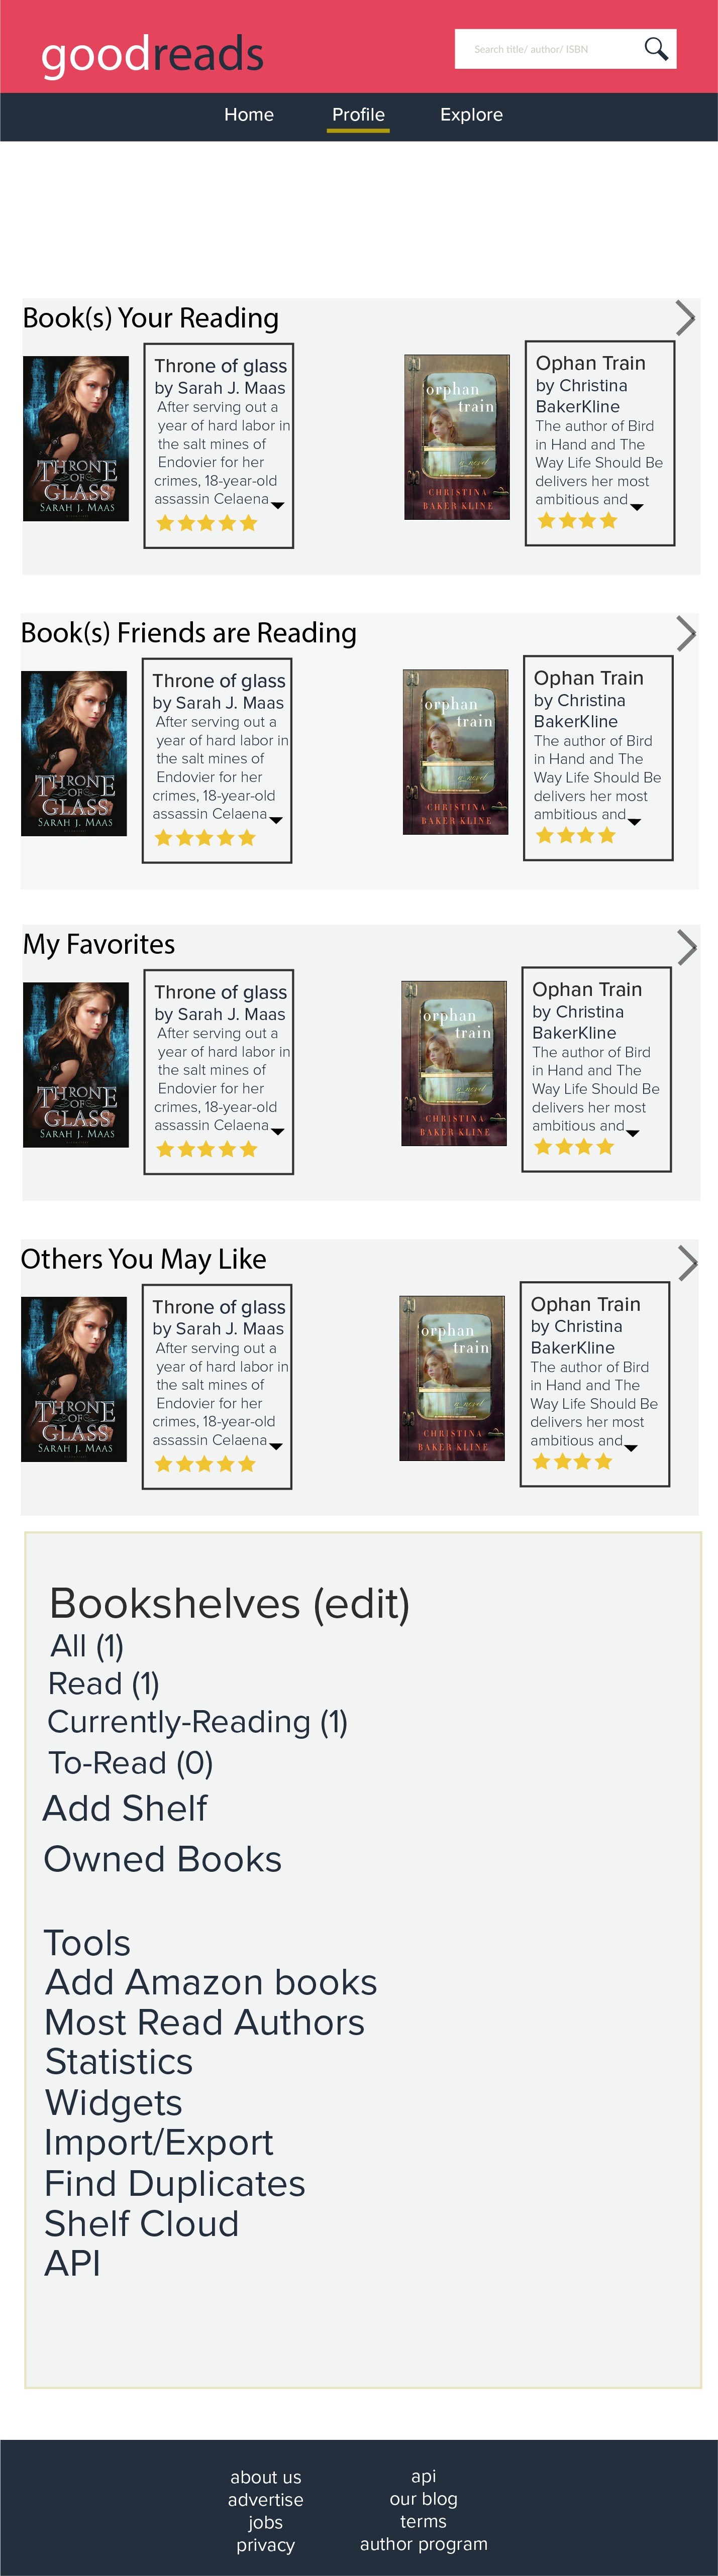 goodreads
Search title/ author/ ISBN
Home Profile Explore
Book(s) Your Reading
THRONE
OF
GLASS
SARAH J. MAAS
Throne of glass
by Sarah J. Maas
After serving out a
year of hard labor in
the salt mines of
Endovier for her
crimes, 18-year-old
assassin Celaena
orphan
train
a novel
CHRISTINA
BAKER KLINE
Ophan Train
by Christina
BakerKline
The author of Bird
in Hand and The
Way Life Should Be
delivers her most
ambitious and
Book(s) Friends are Reading
THRONE
OF
GLASS
SARAH J. MAAS
Throne of glass
by Sarah J. Maas
After serving out a
year of hard labor in
the salt mines of
Endovier for her
crimes, 18-year-old
assassin Celaena
orphan
train
a novel
CHRISTINA
BAKER KLINE
Ophan Train
by Christina
BakerKline
The author of Bird
in Hand and The
Way Life Should Be
delivers her most
ambitious and
My Favorites
THRONE
OF
GLASS
SARAH J. MAAS
Throne of glass
by Sarah J. Maas
After serving out a
year of hard labor in
the salt mines of
Endovier for her
crimes, 18-year-old
assassin Celaena
orphan
train
a novel
CHRISTINA
BAKER KLINE
Ophan Train
by Christina
BakerKline
The author of Bird
in Hand and The
Way Life Should Be
delivers her most
ambitious and
Others You May Like
THRONE
OF
GLASS
SARAH J. MAAS
Throne of glass
by Sarah J. Maas
After serving out a
year of hard labor in
the salt mines of
Endovier for her
crimes, 18-year-old
assassin Celaena
orphan
train
a novel
CHRISTINA
BAKER KLINE
Ophan Train
by Christina
BakerKline
The author of Bird
in Hand and The
Way Life Should Be
delivers her most
ambitious and
Bookshelves (edit)
All (1)
Read (1)
Currently-Reading (1)
To-Read (0)
Add Shelf
Owned Books
Tools
Add Amazon books
Most Read Authors
Statistics
Widgets
Import/Export
Find Duplicates
Shelf Cloud
API
about us
advertise
jobs
privacy
api
our blog
terms
author program